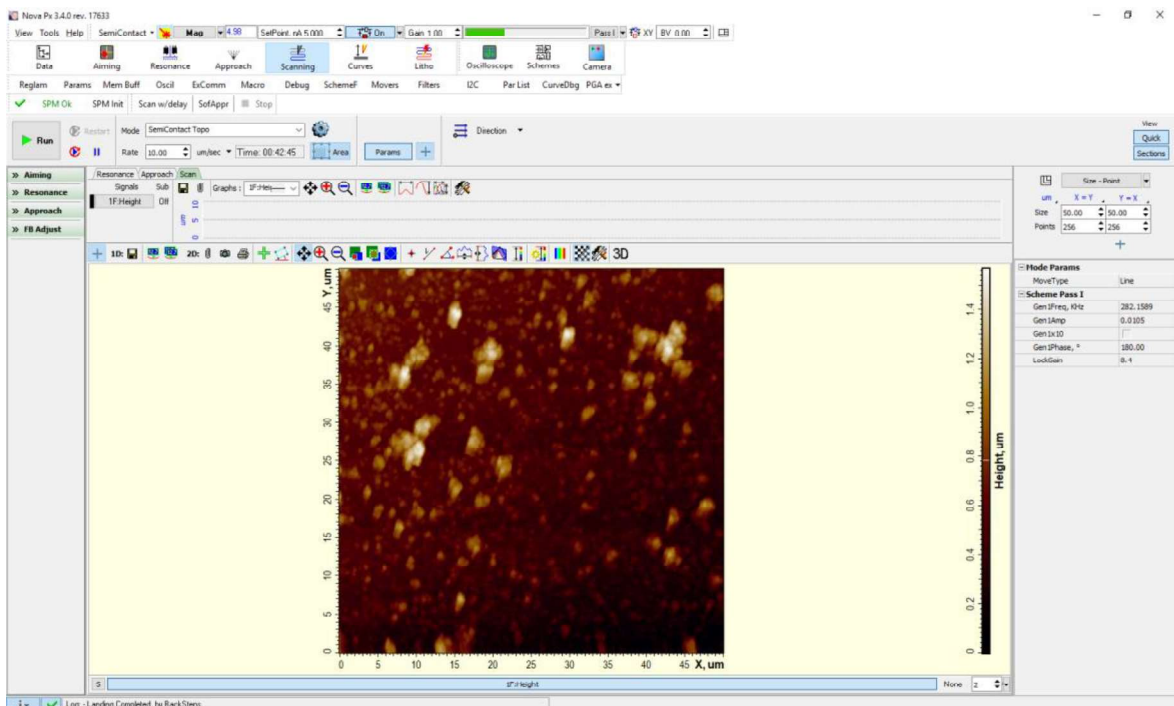 Nova Px 3.4.0 rev. 17633
View Tools Help SemiContact Mag 4.98 SetPoint, nA 5.000 On Gain 1.00 Pass I XY BV 0.00
Data Aiming Resonance Approach Scanning Curves Litho Oscilloscope Schemes Camera
Reglam Params Mem Buff Oscil ExComm Macro Debug SchemeF Movers Filters I2C Par List CurveDbg PGA ex
SPM Ok SPM Init Scan w/delay SofAppr Stop
Run Restart Mode SemiContact Topo Direction View
Rate 10.00 um/sec Time: 00:42:45 Area Params Quick
Sections
Aiming
Resonance
Approach
FB Adjust
Resonance Approach Scan
Signals Sub Graphs :
1F:Height Off
um
10
5
0
Size - Point
um X = Y Y = X
Size 50.00 50.00
Points 256 256
1D: 2D: 3D
Mode Params
MoveType Line
Scheme Pass I
Gen1Freq, KHz 282.1589
Gen1Amp 0.0105
Gen1x10
Gen1Phase, ° 180.00
LockGain
Y, um
45
40
35
30
25
20
15
10
5
0
0 5 10 15 20 25 30 35 40 45 X, um
1.4
1.2
1.0
0.8
0.6
0.4
0.2
0
Height, um
S 1F:Height None 2
Log - Landing Completed by BackSteps